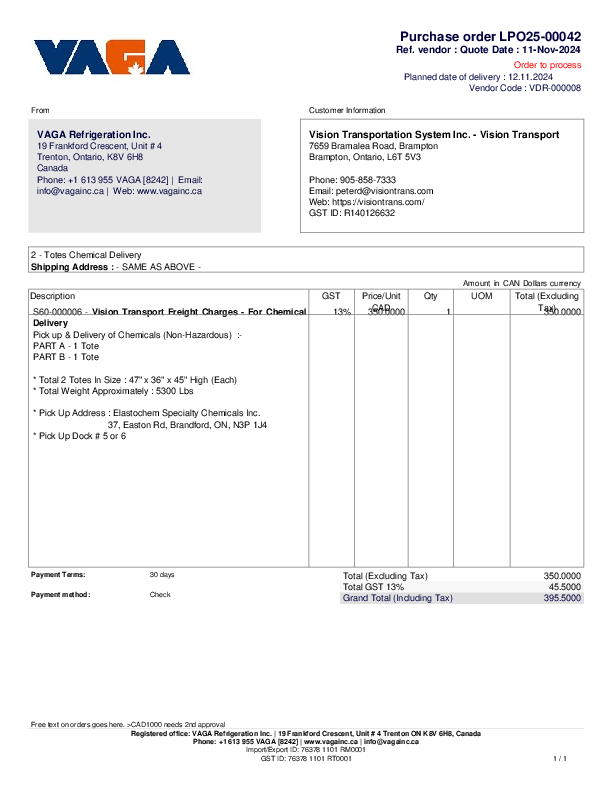 VAGA
Purchase order LPO25-00042
Ref. vendor : Quote Date : 11-Nov-2024
Order to process
Planned date of delivery : 12.11.2024
Vendor Code : VDR-000008
From
Customer Information
VAGA Refrigeration Inc.
19 Frankford Crescent, Unit # 4
Trenton, Ontario, K8V 6H8
Canada
Phone: +1 613 955 VAGA [8242] | Email:
info@vagainc.ca | Web: www.vagainc.ca
Vision Transportation System Inc. - Vision Transport
7659 Bramalea Road, Brampton
Brampton, Ontario, L6T 5V3
Phone: 905-858-7333
Email: peterd@visiontrans.com
Web: https://visiontrans.com/
GST ID: R140126632
2 - Totes Chemical Delivery
Shipping Address : - SAME AS ABOVE -
Amount in CAN Dollars currency
Description GST Price/Unit CAD Qty UOM Total (Excluding Tax)
S60-000006 - Vision Transport Freight Charges - For Chemical 13% 350.0000 1 350.0000
Delivery
Pick up & Delivery of Chemicals (Non-Hazardous) :-
PART A - 1 Tote
PART B - 1 Tote
* Total 2 Totes In Size : 47" x 36" x 45" High (Each)
* Total Weight Approximately : 5300 Lbs
* Pick Up Address : Elastochem Specialty Chemicals Inc.
37, Easton Rd, Brandford, ON, N3P 1J4
* Pick Up Dock # 5 or 6
Payment Terms: 30 days
Payment method: Check
Total (Excluding Tax) 350.0000
Total GST 13% 45.5000
Grand Total (Including Tax) 395.5000
Free text on orders goes here. >CAD1000 needs 2nd approval
Registered office: VAGA Refrigeration Inc. | 19 Frankford Crescent, Unit # 4 Trenton ON K8V 6H8, Canada
Phone: +1 613 955 VAGA [8242] | www.vagainc.ca | info@vagainc.ca
Import/Export ID: 76378 1101 RM0001
GST ID: 76378 1101 RT0001
1 / 1